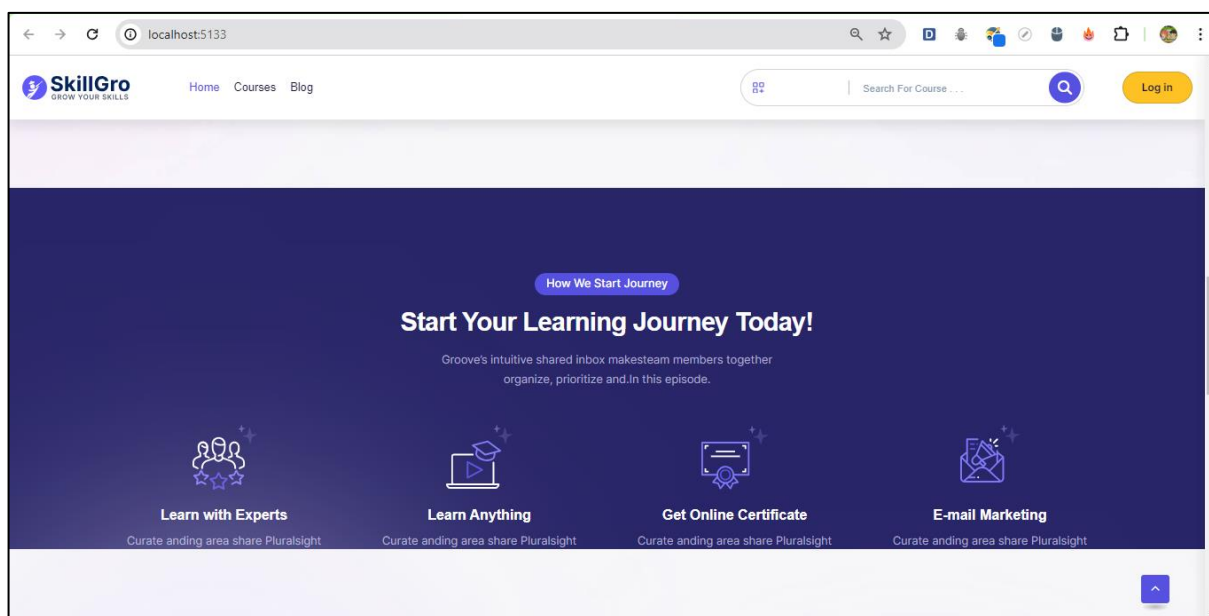 localhost:5133
SkillGro
GROW YOUR SKILLS
Home Courses Blog
Search For Course . . .
Log in
How We Start Journey
Start Your Learning Journey Today!
Groove's intuitive shared inbox makesteam members together
organize, prioritize and.In this episode.
Learn with Experts
Learn Anything
Get Online Certificate
E-mail Marketing
Curate anding area share Pluralsight
Curate anding area share Pluralsight
Curate anding area share Pluralsight
Curate anding area share Pluralsight